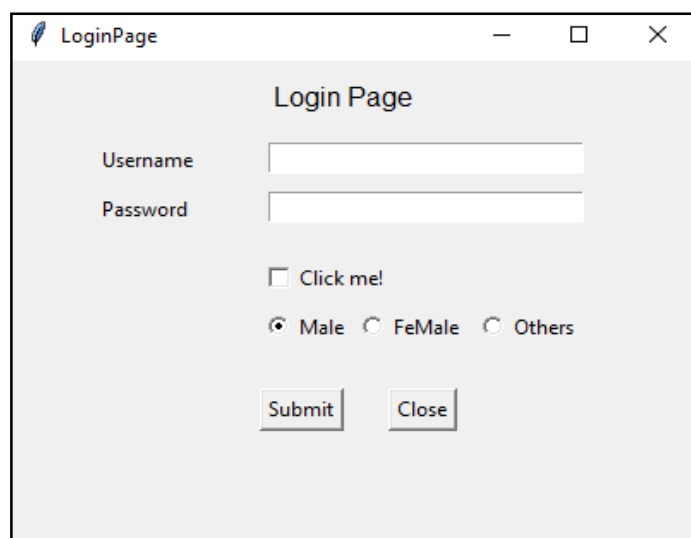 LoginPage
Login Page
Username
Password
Click me!
Male FeMale Others
Submit Close